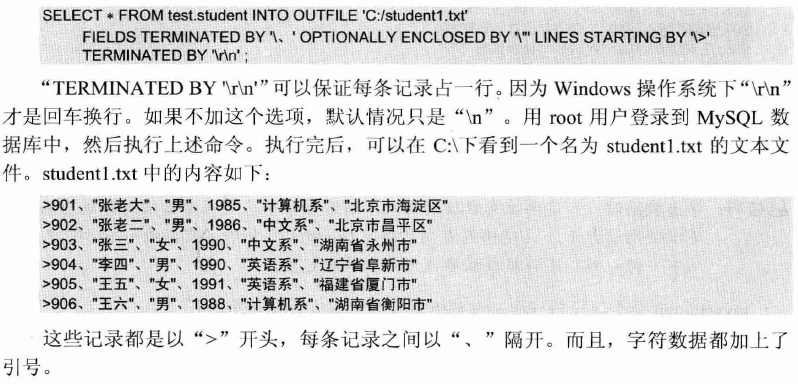 SELECT * FROM test.student INTO OUTFILE 'C:/student1.txt'
FIELDS TERMINATED BY '\、' OPTIONALLY ENCLOSED BY '\"' LINES STARTING BY '\>'
TERMINATED BY '\r\n' ;
“TERMINATED BY '\r\n'”可以保证每条记录占一行。因为 Windows 操作系统下“\r\n”
才是回车换行。如果不加这个选项，默认情况只是“\n”。用 root 用户登录到 MySQL 数
据库中，然后执行上述命令。执行完后，可以在 C:\下看到一个名为 student1.txt 的文本文
件。student1.txt 中的内容如下：
>901、"张老大"、"男"、1985、"计算机系"、"北京市海淀区"
>902、"张老二"、"男"、1986、"中文系"、"北京市昌平区"
>903、"张三"、"女"、1990、"中文系"、"湖南省永州市"
>904、"李四"、"男"、1990、"英语系"、"辽宁省阜新市"
>905、"王五"、"女"、1991、"英语系"、"福建省厦门市"
>906、"王六"、"男"、1988、"计算机系"、"湖南省衡阳市"
这些记录都是以“>”开头，每条记录之间以“、”隔开。而且，字符数据都加上了
引号。